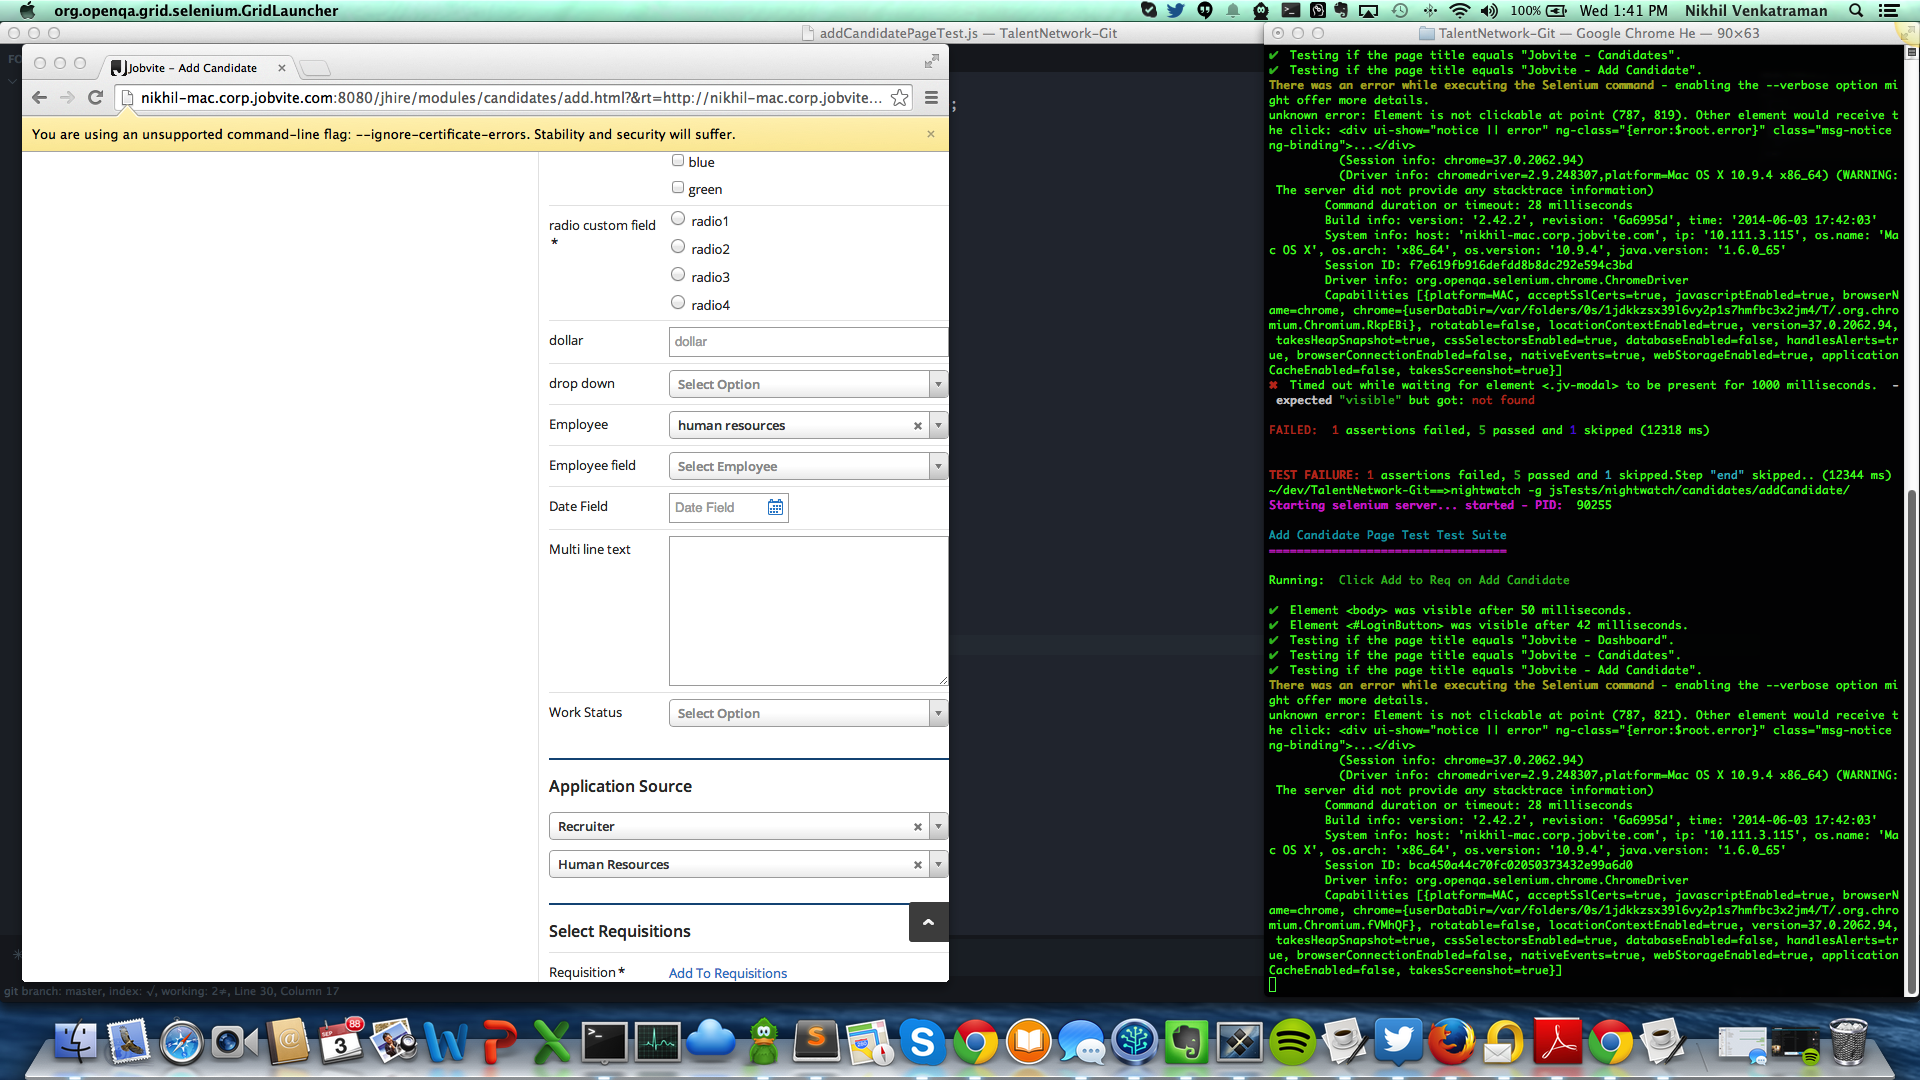 org.openqa.grid.selenium.GridLauncher
100%
Wed 1:41 PM
Nikhil Venkatraman
addCandidatePageTest.js — TalentNetwork-Git
Jobvite - Add Candidate
nikhil-mac.corp.jobvite.com:8080/jhire/modules/candidates/add.html?&rt=http://nikhil-mac.corp.jobvite...
You are using an unsupported command-line flag: --ignore-certificate-errors. Stability and security will suffer.
blue
green
radio custom field
*
radio1
radio2
radio3
radio4
dollar
dollar
drop down
Select Option
Employee
human resources
Employee field
Select Employee
Date Field
Date Field
Multi line text
Work Status
Select Option
Application Source
Recruiter
Human Resources
Select Requisitions
Requisition *
Add To Requisitions
git branch: master, index: √, working: 2≠, Line 30, Column 17
TalentNetwork-Git — Google Chrome He — 90×63
✔ Testing if the page title equals "Jobvite - Candidates".
✔ Testing if the page title equals "Jobvite - Add Candidate".
There was an error while executing the Selenium command - enabling the --verbose option mi
ght offer more details.
unknown error: Element is not clickable at point (787, 819). Other element would receive t
he click: <div ui-show="notice || error" ng-class="{error:$root.error}" class="msg-notice
ng-binding">...</div>
(Session info: chrome=37.0.2062.94)
(Driver info: chromedriver=2.9.248307,platform=Mac OS X 10.9.4 x86_64) (WARNING:
The server did not provide any stacktrace information)
Command duration or timeout: 28 milliseconds
Build info: version: '2.42.2', revision: '6a6995d', time: '2014-06-03 17:42:03'
System info: host: 'nikhil-mac.corp.jobvite.com', ip: '10.111.3.115', os.name: 'Ma
c OS X', os.arch: 'x86_64', os.version: '10.9.4', java.version: '1.6.0_65'
Session ID: f7e619fb916defdd8b8dc292e594c3bd
Driver info: org.openqa.selenium.chrome.ChromeDriver
Capabilities [{platform=MAC, acceptSslCerts=true, javascriptEnabled=true, browserN
ame=chrome, chrome={userDataDir=/var/folders/0s/1jdkkzsx39l6vy2p1s7hmfbc3x2jm4/T/.org.chro
mium.Chromium.RkpEBi}, rotatable=false, locationContextEnabled=true, version=37.0.2062.94,
takesHeapSnapshot=true, cssSelectorsEnabled=true, databaseEnabled=false, handlesAlerts=tr
ue, browserConnectionEnabled=false, nativeEvents=true, webStorageEnabled=true, application
CacheEnabled=false, takesScreenshot=true}]
✖ Timed out while waiting for element <.jv-modal> to be present for 1000 milliseconds. -
expected "visible" but got: not found
FAILED: 1 assertions failed, 5 passed and 1 skipped (12318 ms)
TEST FAILURE: 1 assertions failed, 5 passed and 1 skipped.Step "end" skipped.. (12344 ms)
~/dev/TalentNetwork-Git==>nightwatch -g jsTests/nightwatch/candidates/addCandidate/
Starting selenium server... started - PID: 90255
Add Candidate Page Test Test Suite
==================================
Running: Click Add to Req on Add Candidate
✔ Element <body> was visible after 50 milliseconds.
✔ Element <#LoginButton> was visible after 42 milliseconds.
✔ Testing if the page title equals "Jobvite - Dashboard".
✔ Testing if the page title equals "Jobvite - Candidates".
✔ Testing if the page title equals "Jobvite - Add Candidate".
There was an error while executing the Selenium command - enabling the --verbose option mi
ght offer more details.
unknown error: Element is not clickable at point (787, 821). Other element would receive t
he click: <div ui-show="notice || error" ng-class="{error:$root.error}" class="msg-notice
ng-binding">...</div>
(Session info: chrome=37.0.2062.94)
(Driver info: chromedriver=2.9.248307,platform=Mac OS X 10.9.4 x86_64) (WARNING:
The server did not provide any stacktrace information)
Command duration or timeout: 28 milliseconds
Build info: version: '2.42.2', revision: '6a6995d', time: '2014-06-03 17:42:03'
System info: host: 'nikhil-mac.corp.jobvite.com', ip: '10.111.3.115', os.name: 'Ma
c OS X', os.arch: 'x86_64', os.version: '10.9.4', java.version: '1.6.0_65'
Session ID: bca450a44c70fc02050373432e99a6d0
Driver info: org.openqa.selenium.chrome.ChromeDriver
Capabilities [{platform=MAC, acceptSslCerts=true, javascriptEnabled=true, browserN
ame=chrome, chrome={userDataDir=/var/folders/0s/1jdkkzsx39l6vy2p1s7hmfbc3x2jm4/T/.org.chro
mium.Chromium.fVMhQF}, rotatable=false, locationContextEnabled=true, version=37.0.2062.94,
takesHeapSnapshot=true, cssSelectorsEnabled=true, databaseEnabled=false, handlesAlerts=tr
ue, browserConnectionEnabled=false, nativeEvents=true, webStorageEnabled=true, application
CacheEnabled=false, takesScreenshot=true}]
SEP
3
88